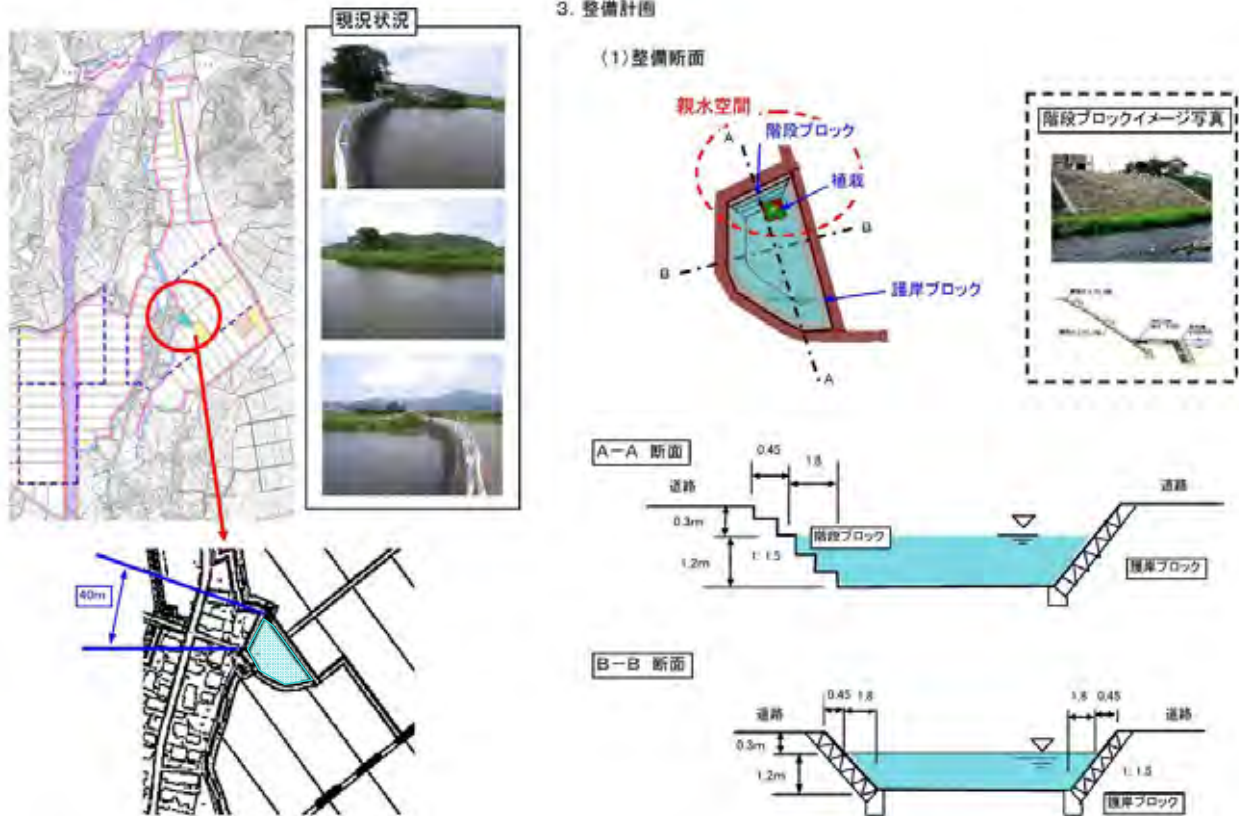 現況状況
40m
3. 整備計画
(1)整備断面
親水空間
A
階段ブロック
植栽
B
B
護岸ブロック
A
階段ブロックイメージ写真
A-A 断面
0.45
1.8
道路
道路
0.3m
階段ブロック
1.2m
1: 1.5
護岸ブロック
B-B 断面
0.45 1.8
1.8 0.45
道路
道路
0.3m
1.2m
1: 1.5
護岸ブロック